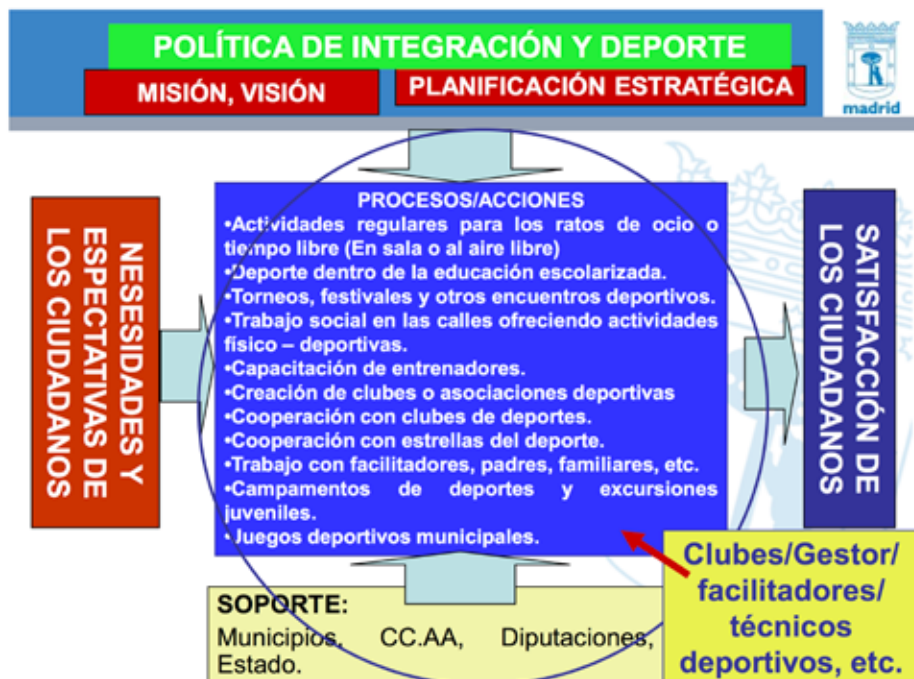 POLÍTICA DE INTEGRACIÓN Y DEPORTE
MISIÓN, VISIÓN
PLANIFICACIÓN ESTRATÉGICA
madrid
NESESIDADES Y
ESPECTATIVAS DE
LOS CIUDADANOS
PROCESOS/ACCIONES
•Actividades regulares para los ratos de ocio o
tiempo libre (En sala o al aire libre)
•Deporte dentro de la educación escolarizada.
•Torneos, festivales y otros encuentros deportivos.
•Trabajo social en las calles ofreciendo actividades
físico – deportivas.
•Capacitación de entrenadores.
•Creación de clubes o asociaciones deportivas
•Cooperación con clubes de deportes.
•Cooperación con estrellas del deporte.
•Trabajo con facilitadores, padres, familiares, etc.
•Campamentos de deportes y excursiones
juveniles.
•Juegos deportivos municipales.
SATISFACCIÓN DE
LOS CIUDADANOS
SOPORTE:
Municipios, CC.AA, Diputaciones,
Estado.
Clubes/Gestor/
facilitadores/
técnicos
deportivos, etc.